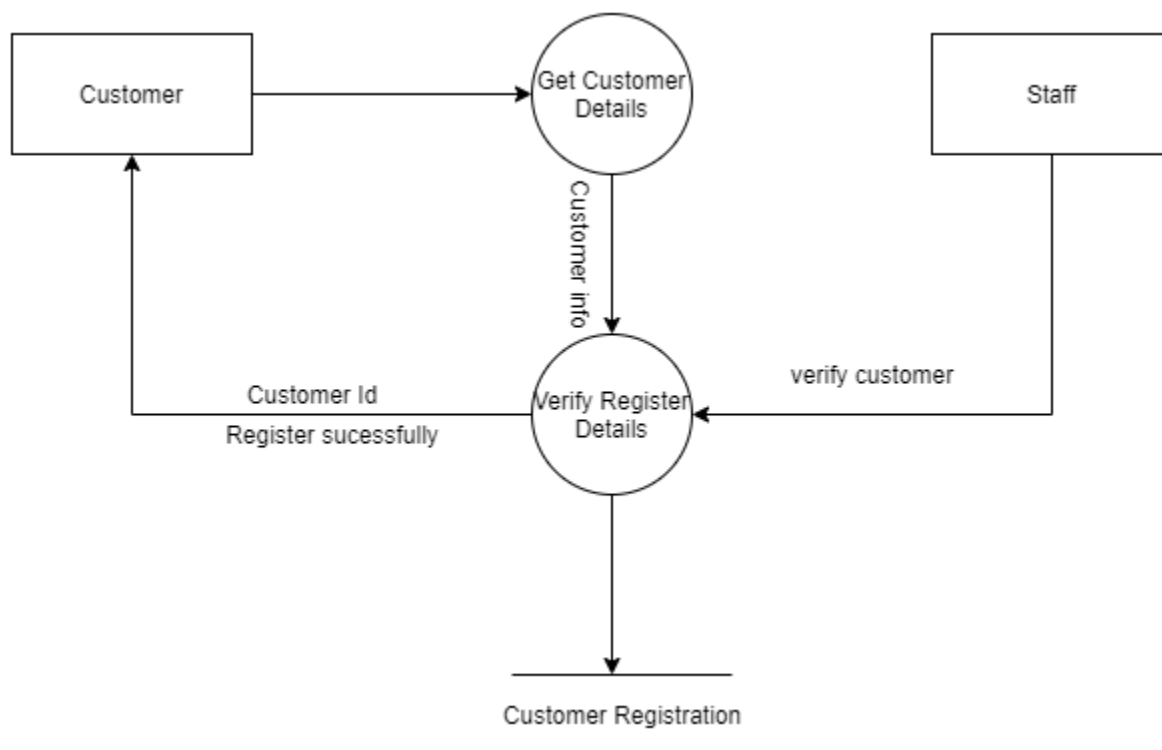 Customer
Get Customer
Details
Staff
Customer info
verify customer
Customer Id
Register sucessfully
Verify Register
Details
Customer Registration